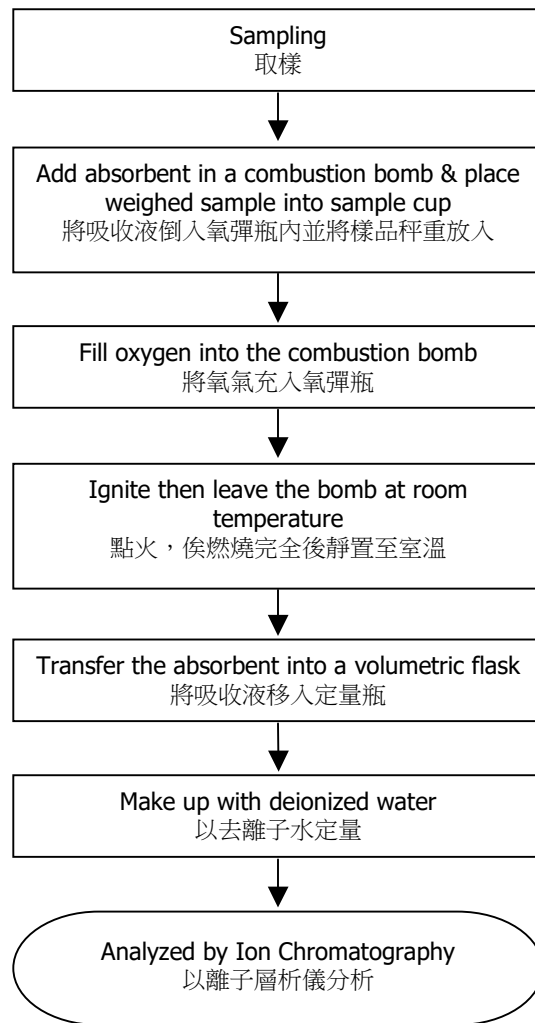 Sampling
取樣
Add absorbent in a combustion bomb & place
weighed sample into sample cup
將吸收液倒入氧彈瓶內並將樣品秤重放入
Fill oxygen into the combustion bomb
將氧氣充入氧彈瓶
Ignite then leave the bomb at room
temperature
點火，俟燃燒完全後靜置至室溫
Transfer the absorbent into a volumetric flask
將吸收液移入定量瓶
Make up with deionized water
以去離子水定量
Analyzed by Ion Chromatography
以離子層析儀分析